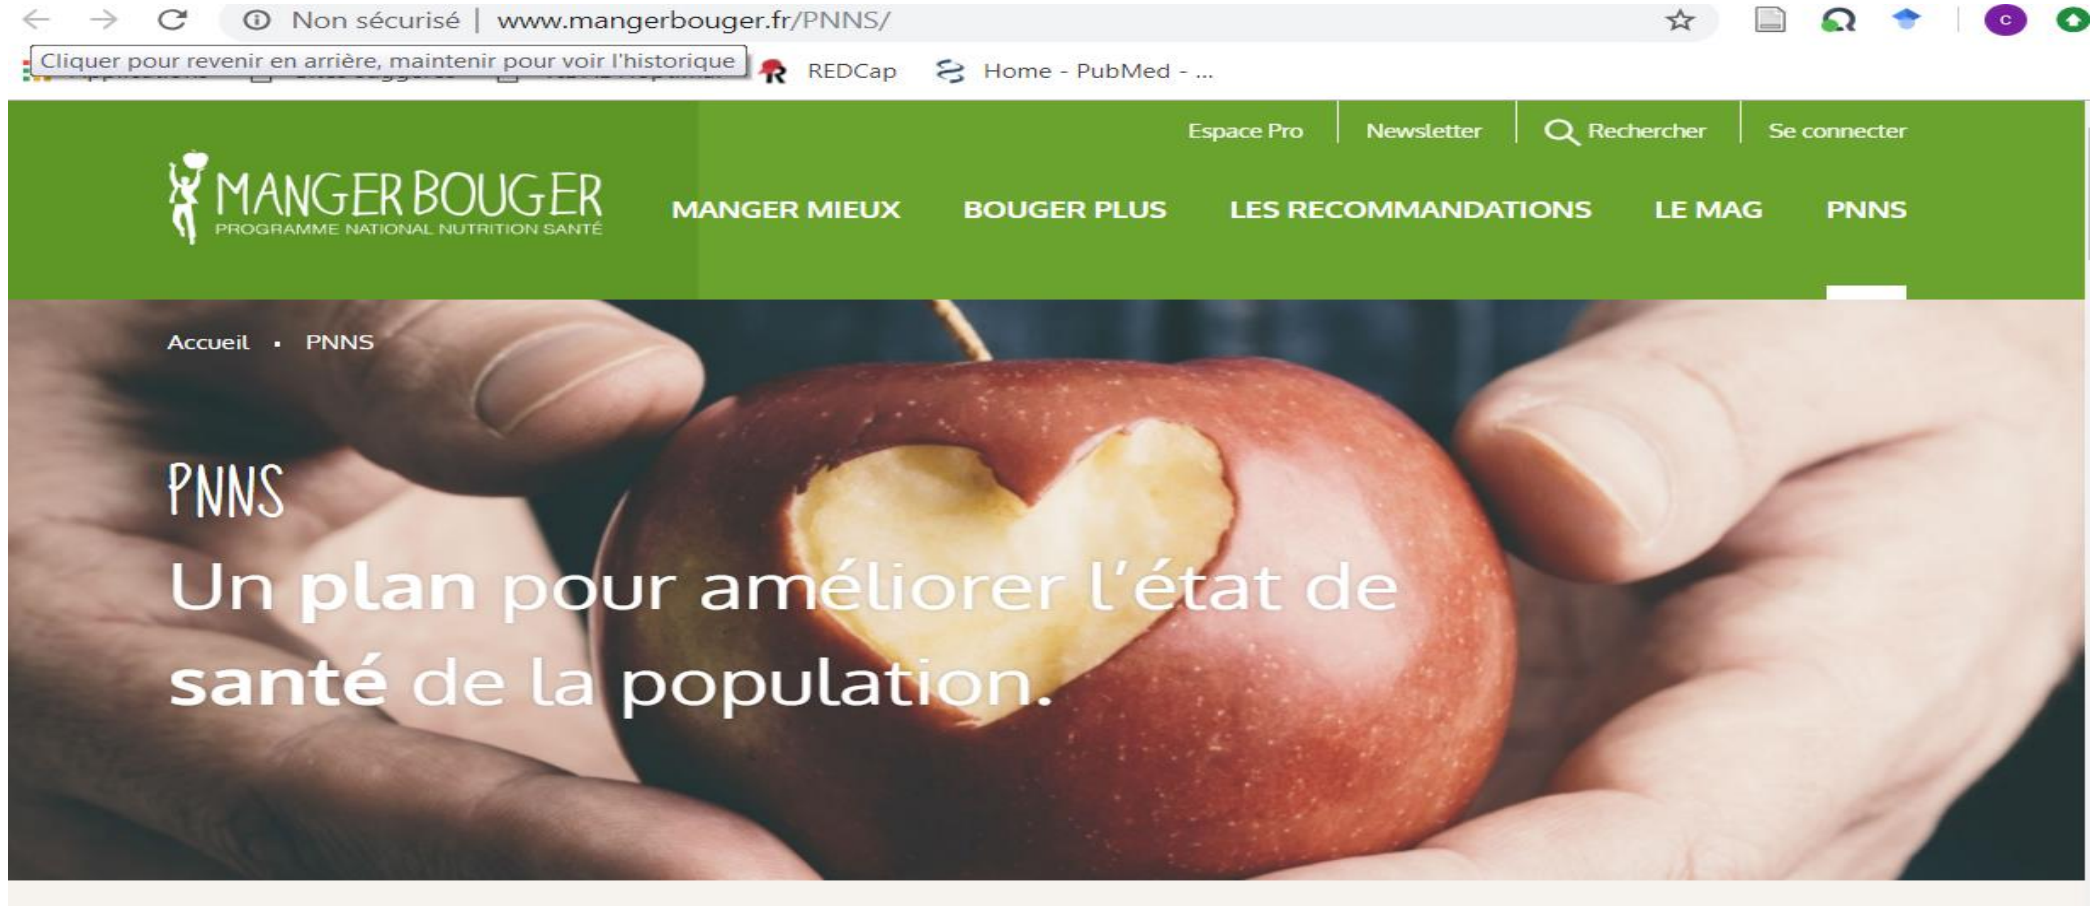 Non sécurisé | www.mangerbouger.fr/PNNS/
Cliquer pour revenir en arrière, maintenir pour voir l'historique
REDCap
Home - PubMed - ...
c
Espace Pro
Newsletter
Rechercher
Se connecter
MANGER BOUGER
PROGRAMME NATIONAL NUTRITION SANTÉ
MANGER MIEUX
BOUGER PLUS
LES RECOMMANDATIONS
LE MAG
PNNS
Accueil · PNNS
PNNS
Un plan pour améliorer l'état de
santé de la population.